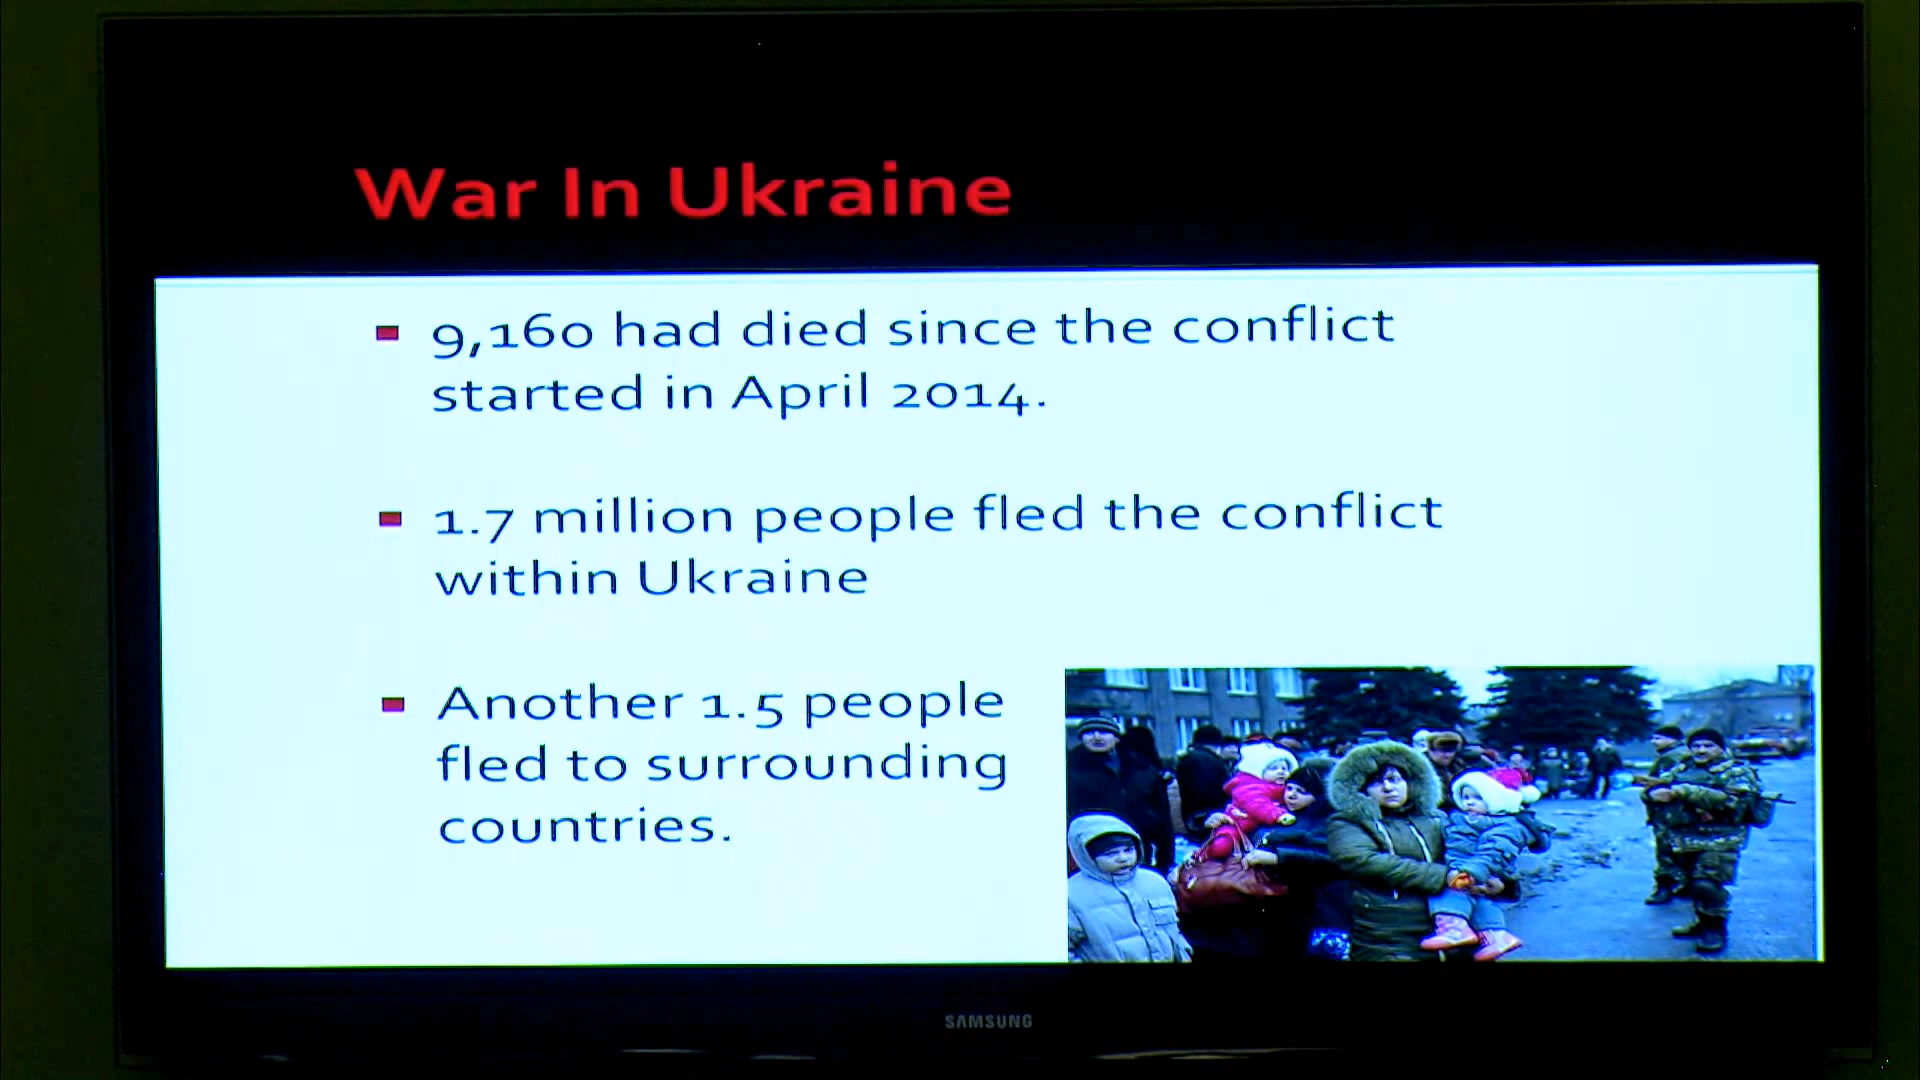 War In Ukraine
9,160 had died since the conflict
started in April 2014.
1.7 million people fled the conflict
within Ukraine
Another 1.5 people
fled to surrounding
countries.
SAMSUNG